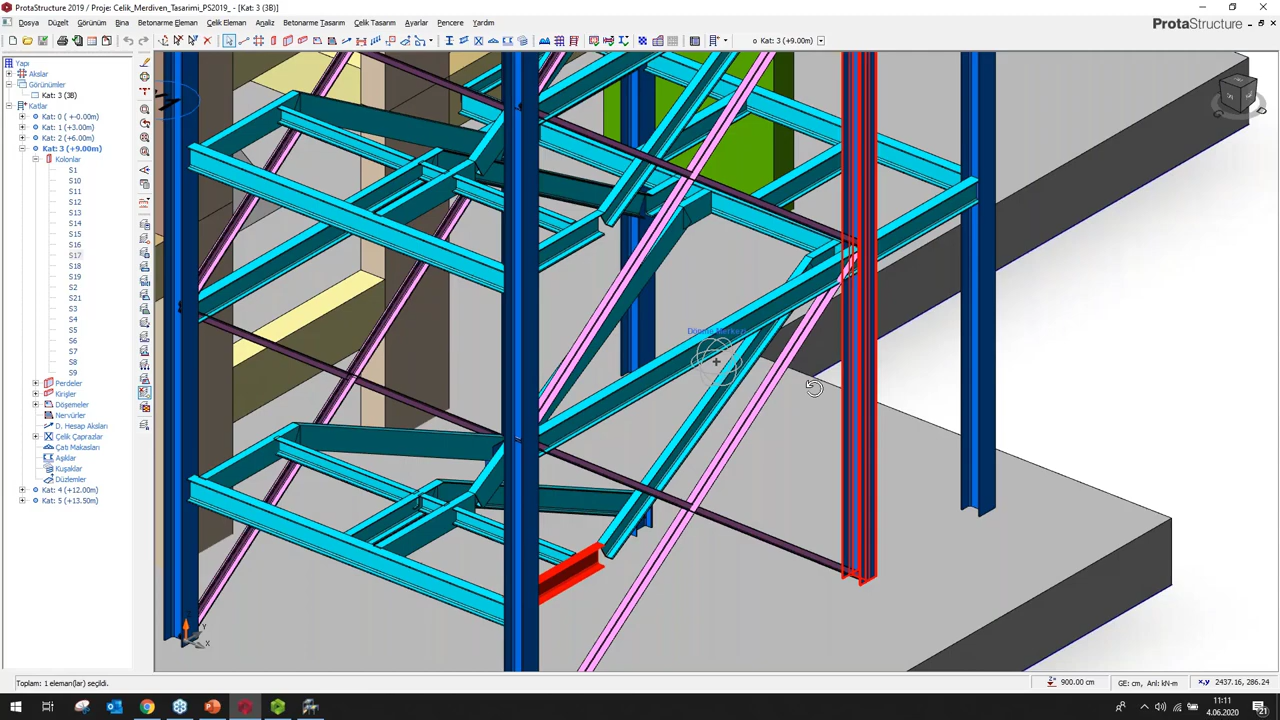 ProtaStructure 2019 / Proje: Celik_Merdiven_Tasarimi_PS2019_ - [Kat: 3 (3B)]
Dosya Düzelt Görünüm Bina Betonarme Eleman Çelik Eleman Analiz Betonarme Tasarım Çelik Tasarım Ayarlar Pencere Yardım
ProtaStructure
Kat: 3 (+9.00m)
Yapı
Akslar
Görünümler
Kat: 3 (3B)
Katlar
Kat: 0 ( +-0.00m)
Kat: 1 (+3.00m)
Kat: 2 (+6.00m)
Kat: 3 (+9.00m)
Kolonlar
S1
S10
S11
S12
S13
S14
S15
S16
S17
S18
S19
S2
S21
S3
S4
S5
S6
S7
S8
S9
Perdeler
Kirişler
Döşemeler
Nervürler
D. Hesap Aksları
Çelik Çaprazlar
Çatı Makasları
Aşıklar
Kuşaklar
Düzlemler
Kat: 4 (+12.00m)
Kat: 5 (+13.50m)
Dönme Merkezi
Z
Y
X
Toplam: 1 eleman(lar) seçildi.
900.00 cm
GE: cm, Anl: kN-m
x,y 2437.16, 286.24
11:11
4.06.2020